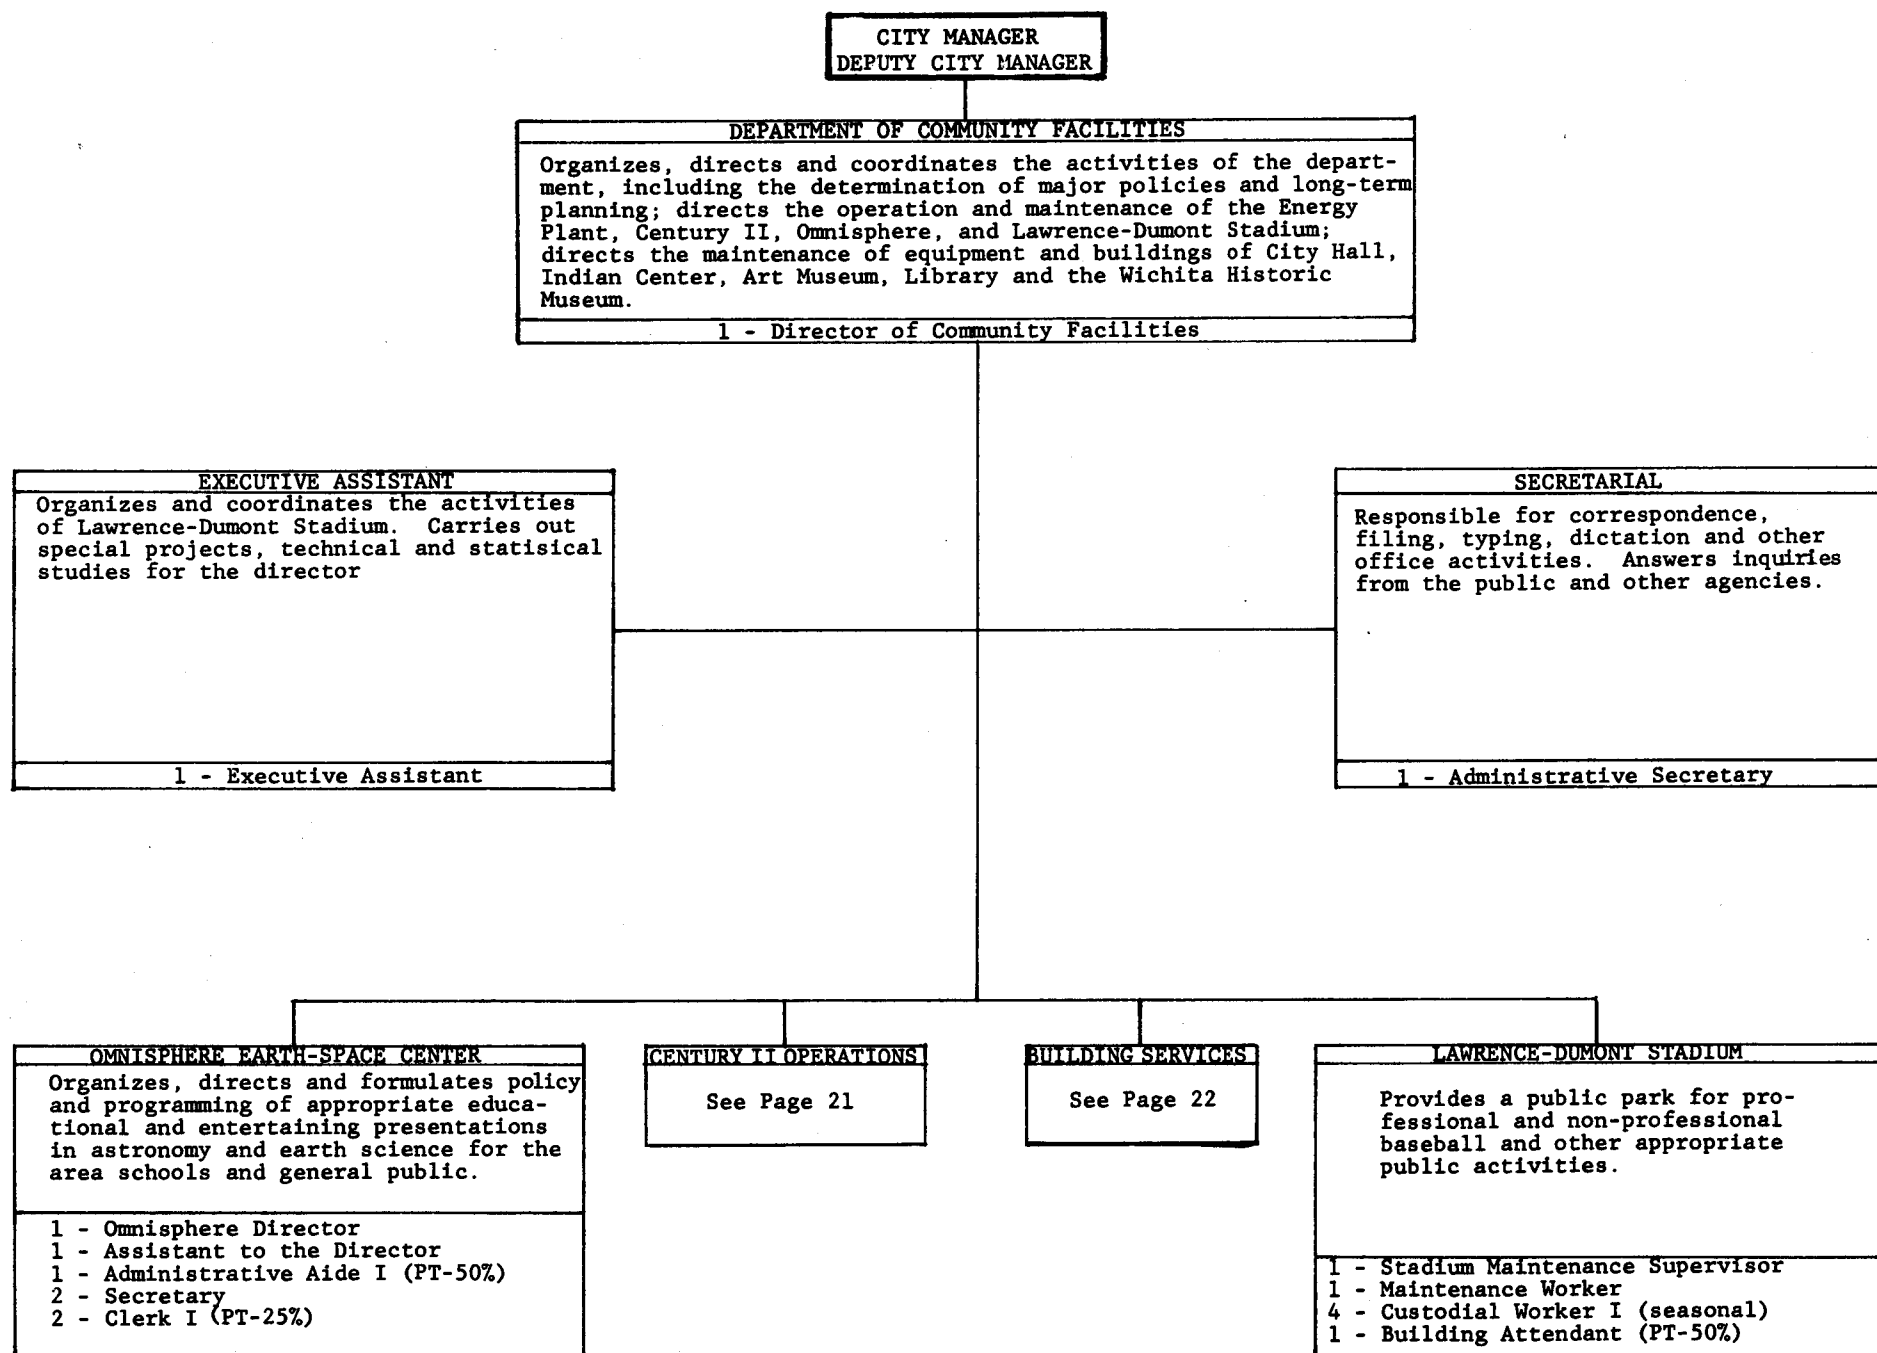 CITY MANAGER
DEPUTY CITY MANAGER
DEPARTMENT OF COMMUNITY FACILITIES
Organizes, directs and coordinates the activities of the depart-
ment, including the determination of major policies and long-term
planning; directs the operation and maintenance of the Energy
Plant, Century II, Omnisphere, and Lawrence-Dumont Stadium;
directs the maintenance of equipment and buildings of City Hall,
Indian Center, Art Museum, Library and the Wichita Historic
Museum.
1 - Director of Community Facilities
EXECUTIVE ASSISTANT
Organizes and coordinates the activities
of Lawrence-Dumont Stadium. Carries out
special projects, technical and statisical
studies for the director
1 - Executive Assistant
SECRETARIAL
Responsible for correspondence,
filing, typing, dictation and other
office activities. Answers inquiries
from the public and other agencies.
1 - Administrative Secretary
OMNISPHERE EARTH-SPACE CENTER
Organizes, directs and formulates policy
and programming of appropriate educa-
tional and entertaining presentations
in astronomy and earth science for the
area schools and general public.
1 - Omnisphere Director
1 - Assistant to the Director
1 - Administrative Aide I (PT-50%)
2 - Secretary
2 - Clerk I (PT-25%)
CENTURY II OPERATIONS
See Page 21
BUILDING SERVICES
See Page 22
LAWRENCE-DUMONT STADIUM
Provides a public park for pro-
fessional and non-professional
baseball and other appropriate
public activities.
1 - Stadium Maintenance Supervisor
1 - Maintenance Worker
4 - Custodial Worker I (seasonal)
1 - Building Attendant (PT-50%)